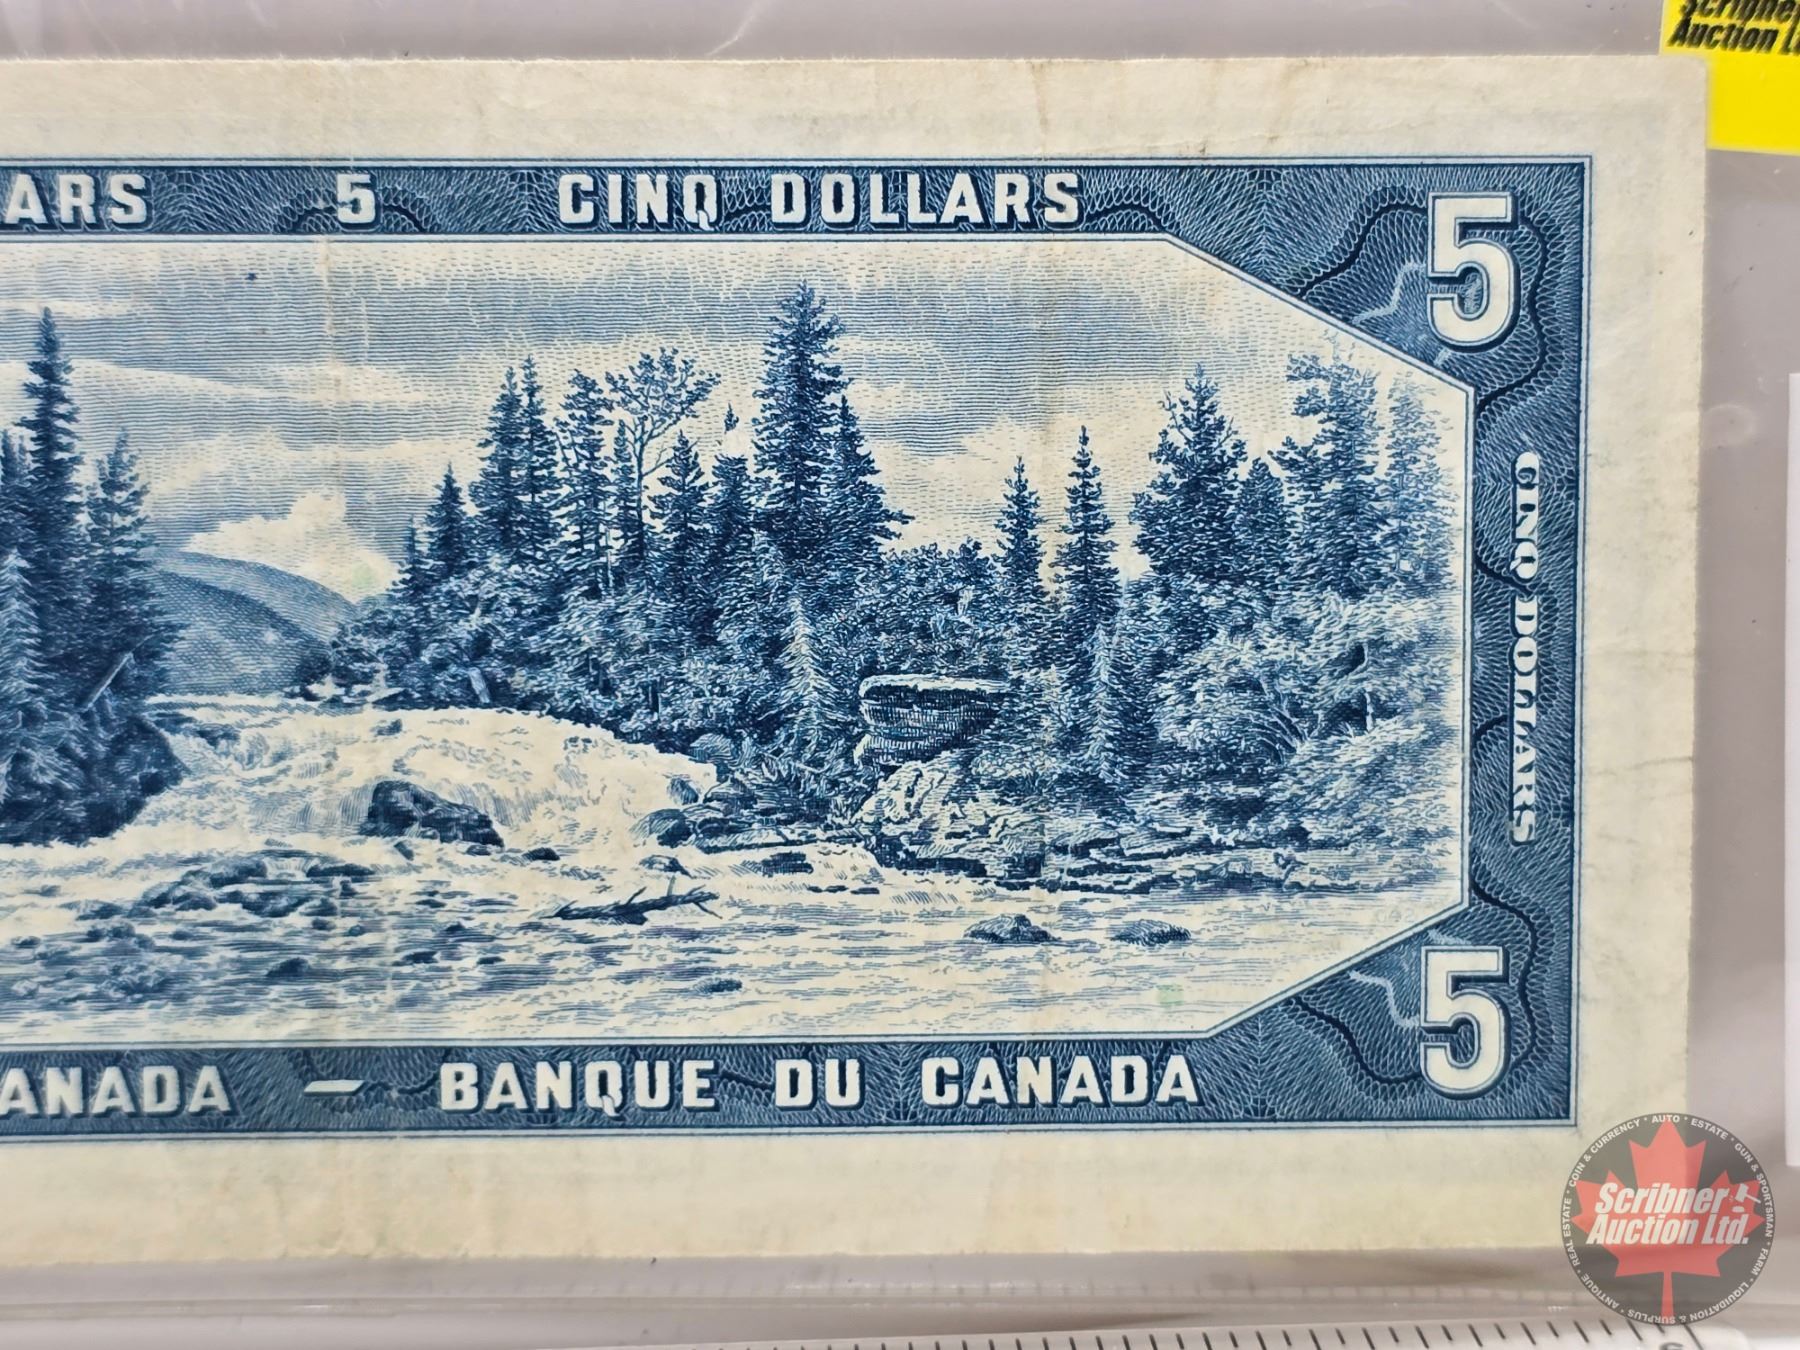 Scribner
Auction L
ARS 5 CINQ DOLLARS
5
CINQ DOLLARS
C42
5
ANADA — BANQUE DU CANADA
COIN & CURRENCY • AUTO • ESTATE • GUN & SPORTSMAN • FARM • LIQUIDATION & SURPLUS • ANTIQUE • REAL ESTATE
Scribner
Auction Ltd.